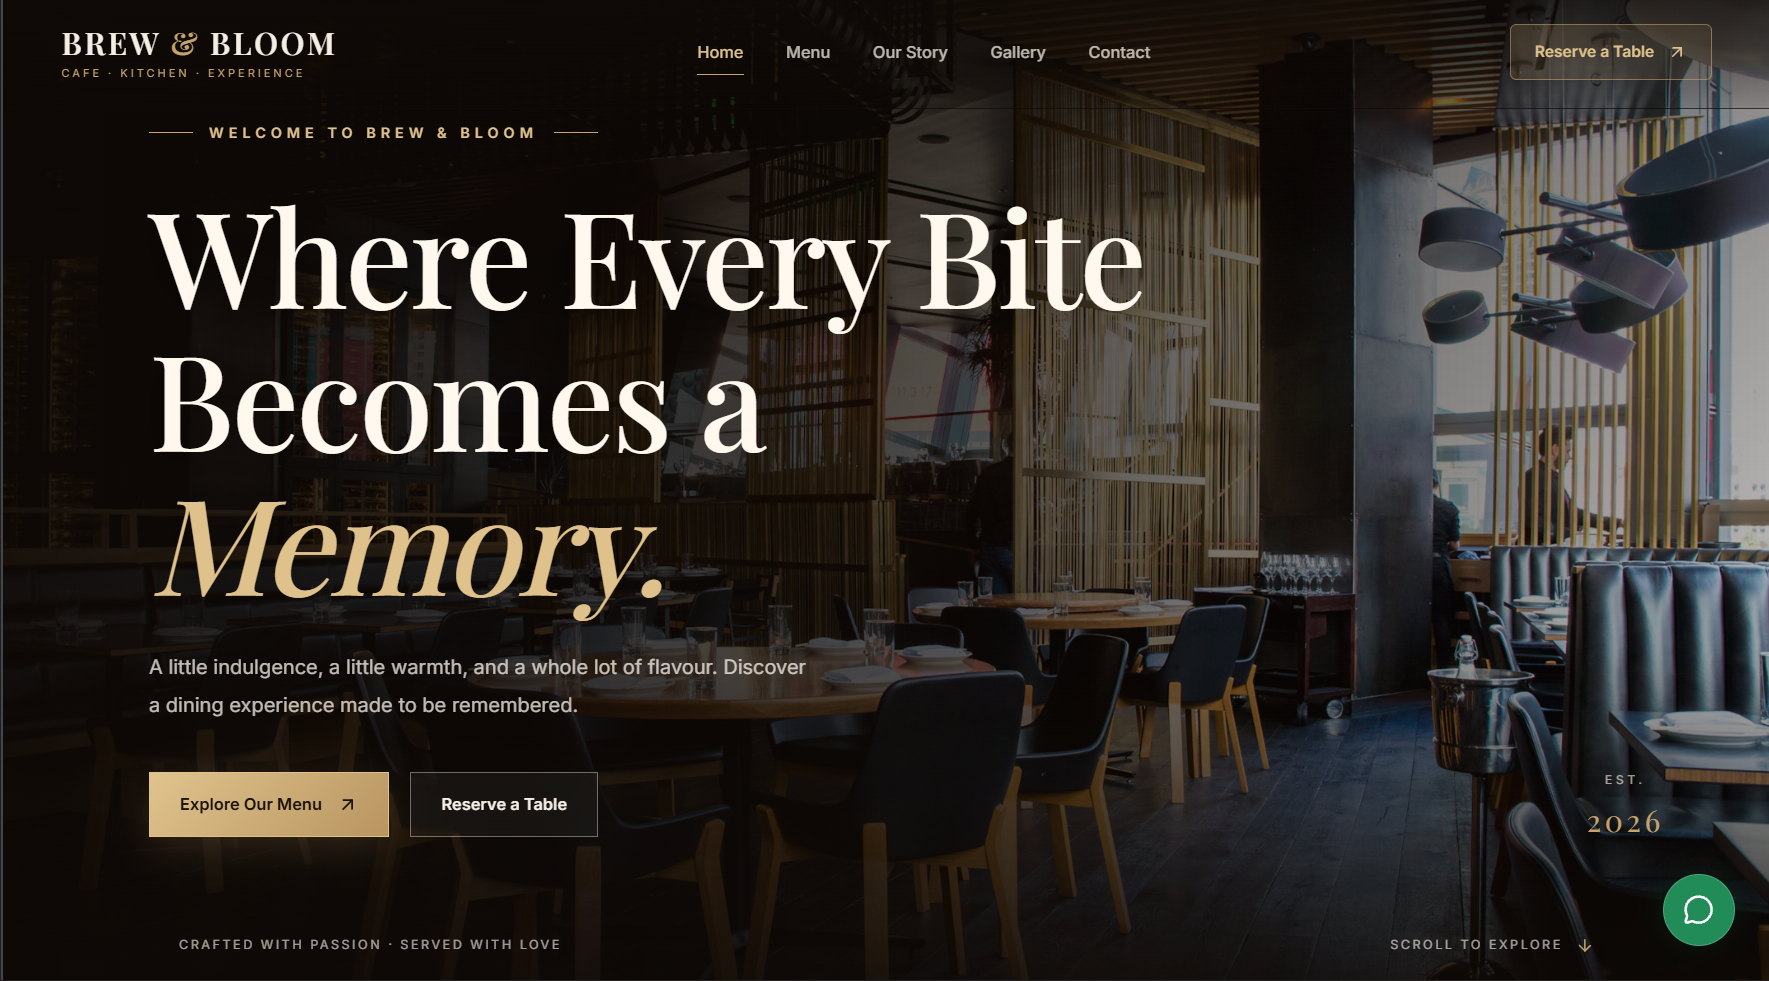 BREW & BLOOM
CAFE · KITCHEN · EXPERIENCE
Home
Menu
Our Story
Gallery
Contact
Reserve a Table
WELCOME TO BREW & BLOOM
Where Every Bite
Becomes a
Memory.
A little indulgence, a little warmth, and a whole lot of flavour. Discover
a dining experience made to be remembered.
Explore Our Menu
Reserve a Table
EST.
2026
CRAFTED WITH PASSION · SERVED WITH LOVE
SCROLL TO EXPLORE